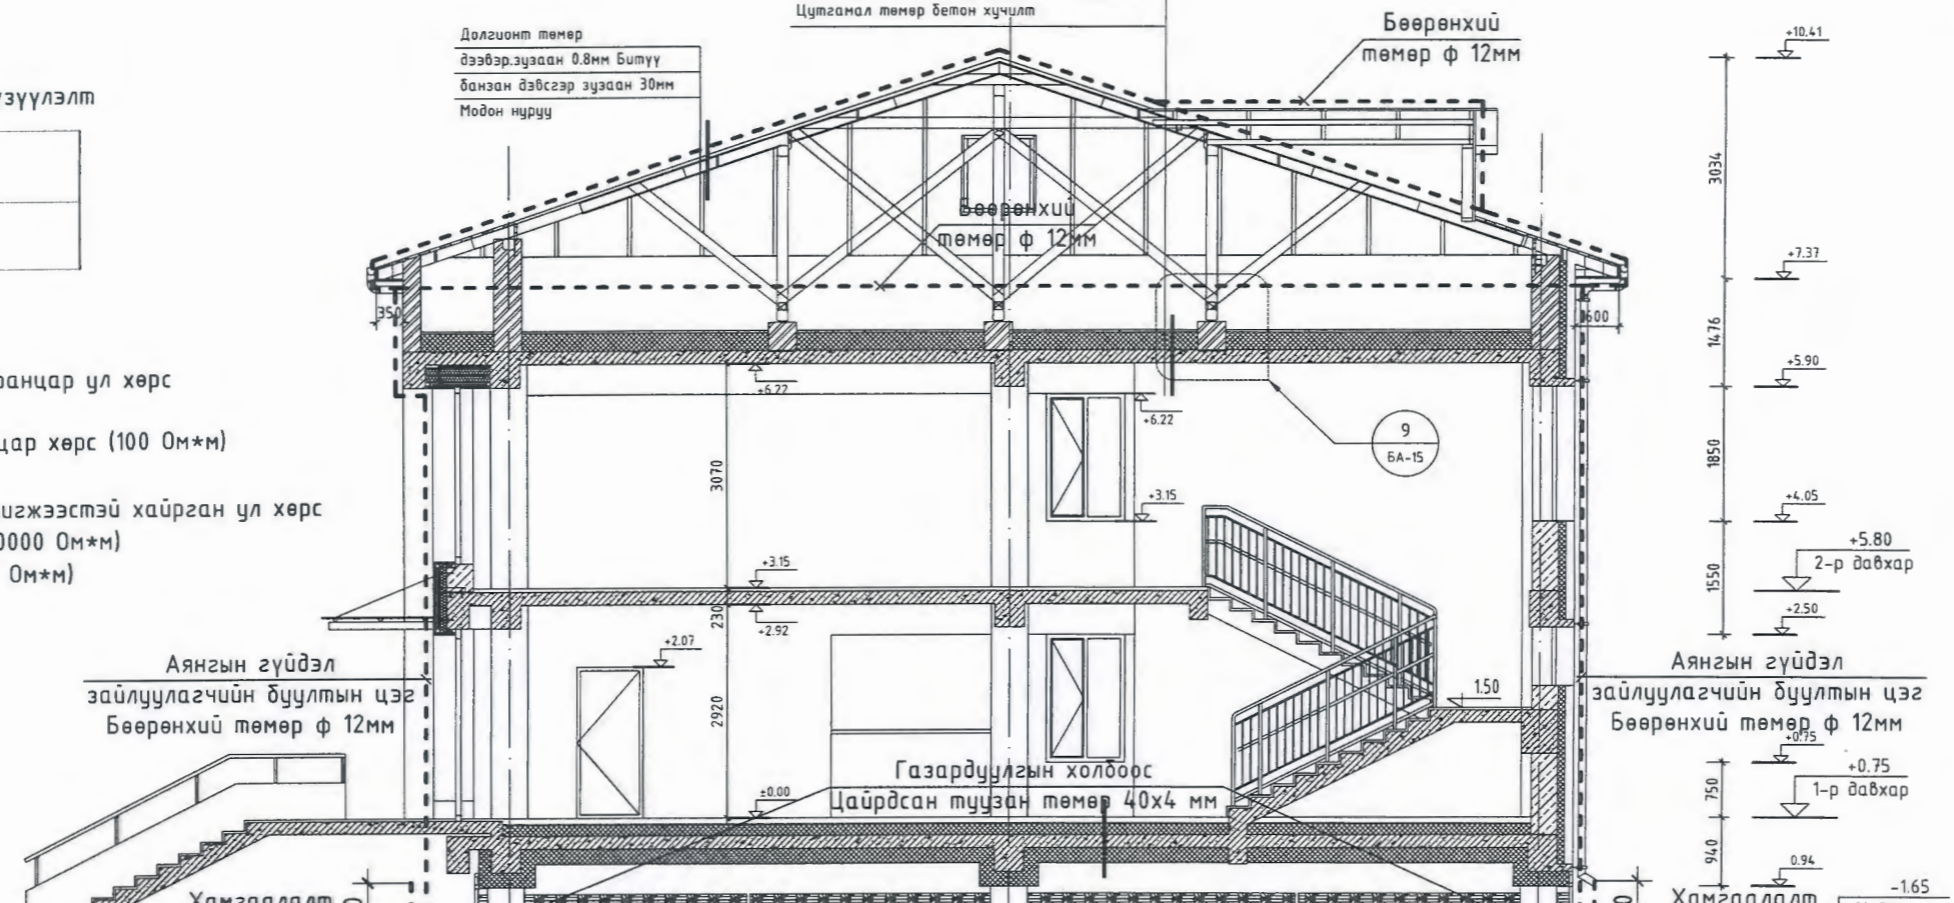 Цутгамал төмөр бетон хучилт
Долгионт төмөр
дээвэр.зузаан 0.8мм Битүү
банзан дэвсгэр зузаан 30мм
Модон нуруу
Бөөрөнхий
төмөр ф 12мм
+10.41
3034
Бөөрөнхий
төмөр ф 12мм
+7.37
350
600
1476
+5.90
+6.22
+6.22
9
БА-15
3070
1850
+3.15
+4.05
+5.80
2-р давхар
+3.15
230
+2.92
1550
+2.50
+2.07
Аянгын гүйдэл
зайлуулагчийн буултын цэг
Бөөрөнхий төмөр ф 12мм
Аянгын гүйдэл
зайлуулагчийн буултын цэг
Бөөрөнхий төмөр ф 12мм
1.50
2920
+0.75
Газардуулгын холбоос
Цайрдсан туузан төмөр 40х4 мм
±0.00
750
+0.75
1-р давхар
940
0.94
-1.65
Хамгаалалт
Хамгаалалт
ранцар ул хөрс
цар хөрс (100 Ом*м)
игжээстэй хайрган ул хөрс
0000 Ом*м)
Ом*м)
зүүлэлт